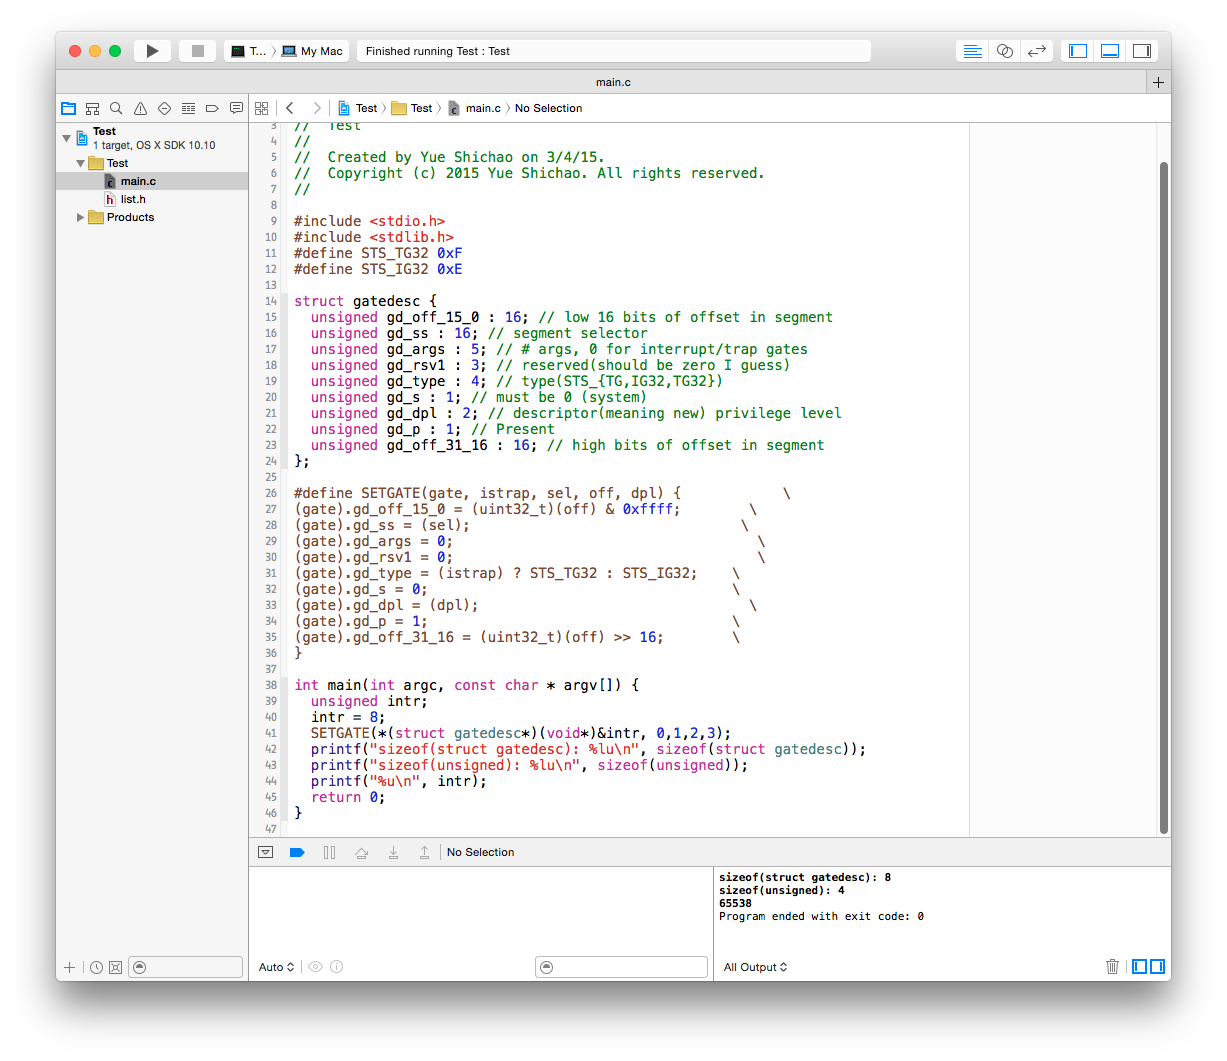 T... My Mac Finished running Test : Test
main.c
Test Test main.c No Selection
Test
1 target, OS X SDK 10.10
Test
main.c
list.h
Products
3 //  Test
4 //
5 //  Created by Yue Shichao on 3/4/15.
6 //  Copyright (c) 2015 Yue Shichao. All rights reserved.
7 //
8
9 #include <stdio.h>
10 #include <stdlib.h>
11 #define STS_TG32 0xF
12 #define STS_IG32 0xE
13
14 struct gatedesc {
15   unsigned gd_off_15_0 : 16; // low 16 bits of offset in segment
16   unsigned gd_ss : 16; // segment selector
17   unsigned gd_args : 5; // # args, 0 for interrupt/trap gates
18   unsigned gd_rsv1 : 3; // reserved(should be zero I guess)
19   unsigned gd_type : 4; // type(STS_{TG,IG32,TG32})
20   unsigned gd_s : 1; // must be 0 (system)
21   unsigned gd_dpl : 2; // descriptor(meaning new) privilege level
22   unsigned gd_p : 1; // Present
23   unsigned gd_off_31_16 : 16; // high bits of offset in segment
24 };
25
26 #define SETGATE(gate, istrap, sel, off, dpl) {            \
27 (gate).gd_off_15_0 = (uint32_t)(off) & 0xffff;        \
28 (gate).gd_ss = (sel);                                \
29 (gate).gd_args = 0;                                    \
30 (gate).gd_rsv1 = 0;                                    \
31 (gate).gd_type = (istrap) ? STS_TG32 : STS_IG32;    \
32 (gate).gd_s = 0;                                    \
33 (gate).gd_dpl = (dpl);                                \
34 (gate).gd_p = 1;                                    \
35 (gate).gd_off_31_16 = (uint32_t)(off) >> 16;        \
36 }
37
38 int main(int argc, const char * argv[]) {
39   unsigned intr;
40   intr = 8;
41   SETGATE(*(struct gatedesc*)(void*)&intr, 0,1,2,3);
42   printf("sizeof(struct gatedesc): %lu\n", sizeof(struct gatedesc));
43   printf("sizeof(unsigned): %lu\n", sizeof(unsigned));
44   printf("%u\n", intr);
45   return 0;
46 }
47
No Selection
sizeof(struct gatedesc): 8
sizeof(unsigned): 4
65538
Program ended with exit code: 0
Auto
All Output